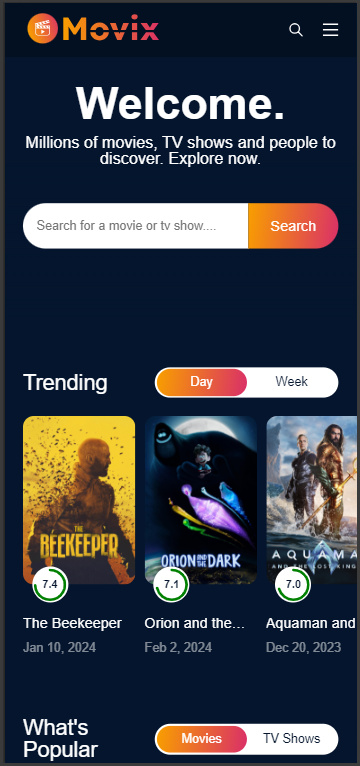 Movix
Welcome.
Millions of movies, TV shows and people to
discover. Explore now.
Search for a movie or tv show....
Search
Trending
Day
Week
THE
BEEKEEPER
ORION AND THE DARK
AQUAMA
AND THE LOST KING
7.4
7.1
7.0
The Beekeeper
Orion and the...
Aquaman and
Jan 10, 2024
Feb 2, 2024
Dec 20, 2023
What's
Popular
Movies
TV Shows